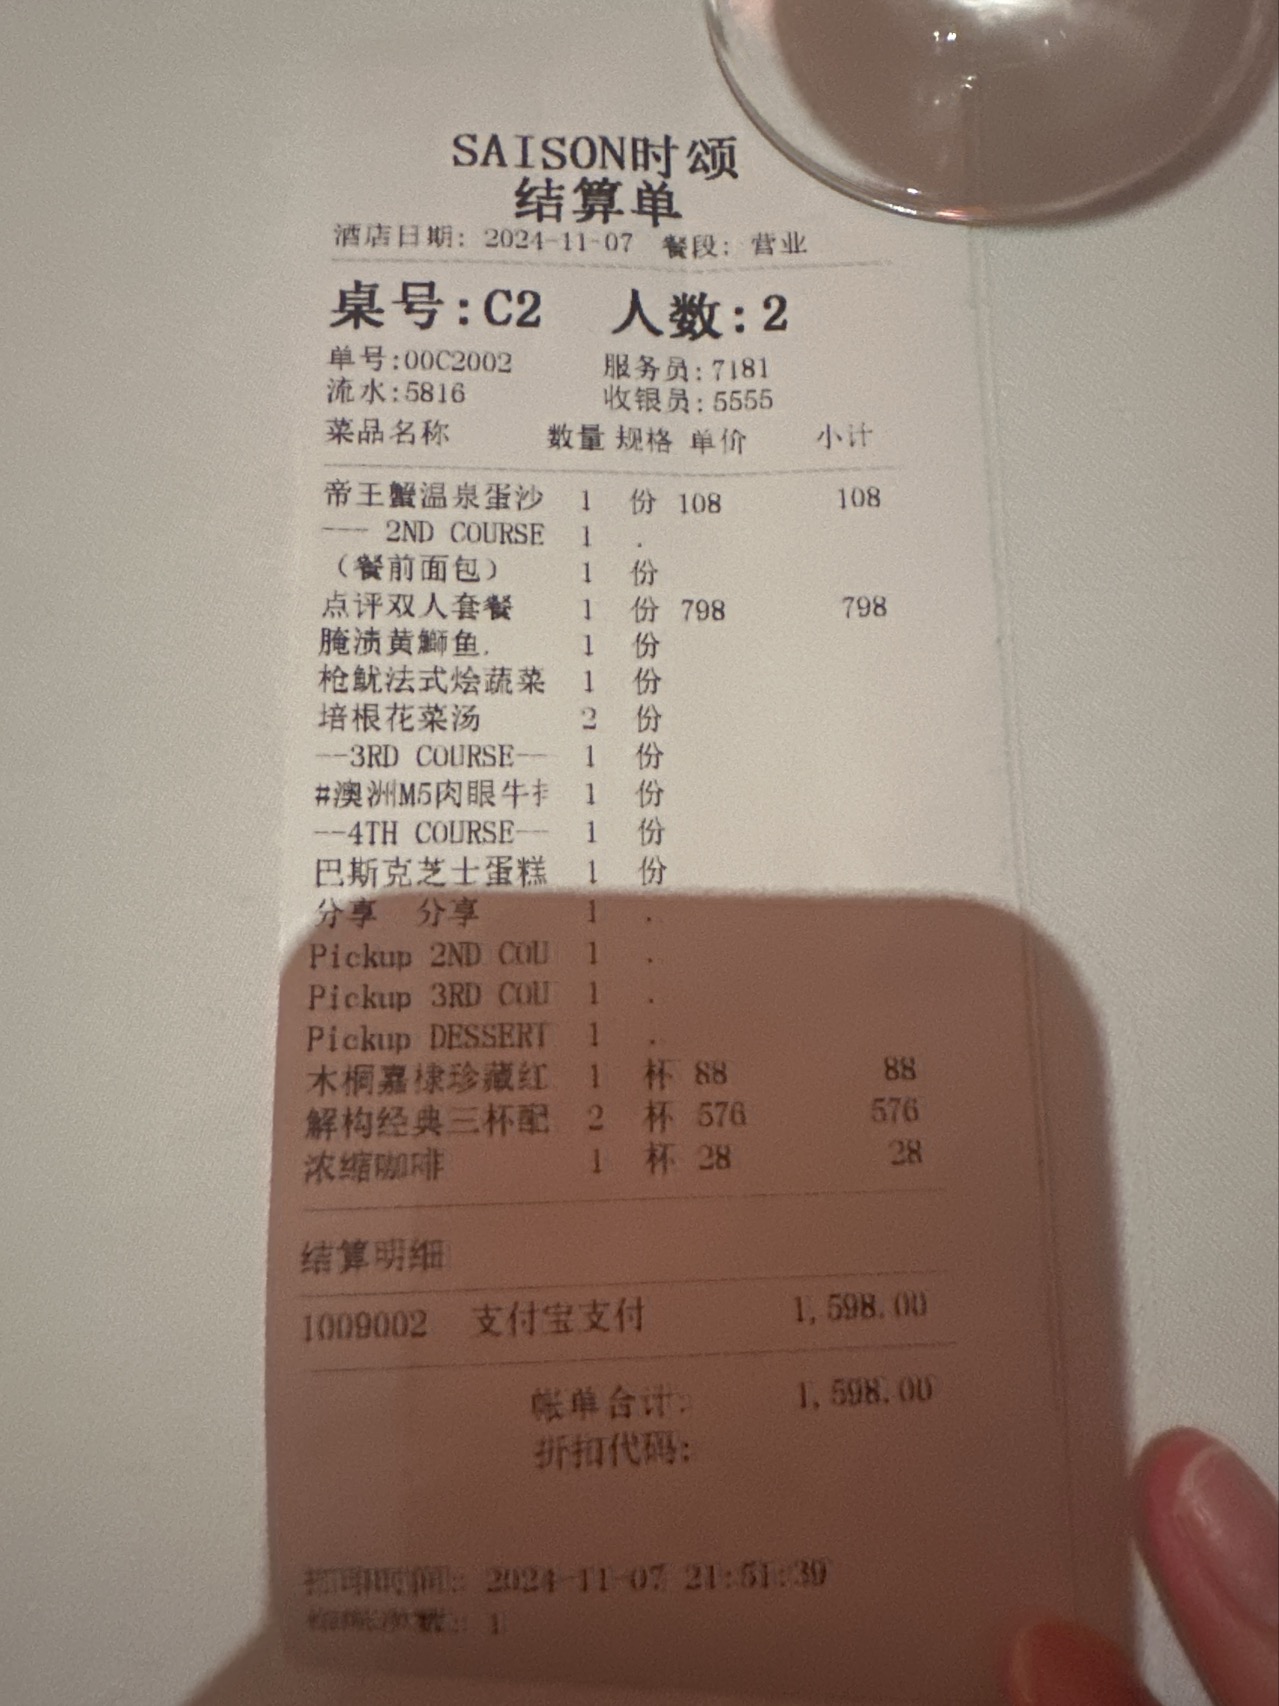 SAISON时颂
结算单
酒店日期: 2024-11-07 餐段: 营业
桌号:C2 人数:2
单号:00C2002 服务员:7181
流水:5816 收银员:5555
菜品名称 数量 规格 单价 小计
帝王蟹温泉蛋沙 1 份 108 108
--- 2ND COURSE 1 .
（餐前面包） 1 份
点评双人套餐 1 份 798 798
腌渍黄鰤鱼. 1 份
枪鱿法式烩蔬菜 1 份
培根花菜汤 2 份
--3RD COURSE-- 1 份
#澳洲M5肉眼牛扌 1 份
--4TH COURSE-- 1 份
巴斯克芝士蛋糕 1 份
分享 分享 1 .
Pickup 2ND COU 1 .
Pickup 3RD COU 1 .
Pickup DESSERT 1 .
木桐嘉棣珍藏红 1 杯 88 88
解构经典三杯配 2 杯 576 576
浓缩咖啡 1 杯 28 28
结算明细
1009002 支付宝支付 1,598.00
帐单合计: 1,598.00
折扣代码:
2024-11-07 21:51:39
1